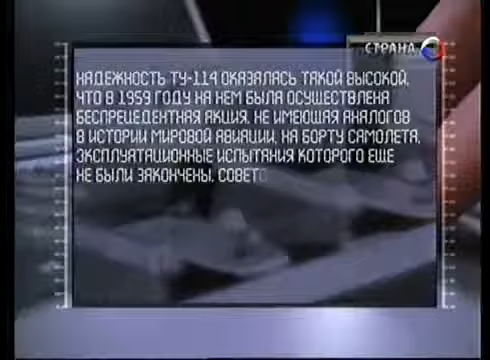 СТРАНА
НАДЕЖНОСТЬ ТУ-114 ОКАЗАЛАСЬ ТАКОЙ ВЫСОКОЙ,
ЧТО В 1959 ГОДУ НА НЕМ БЫЛА ОСУЩЕСТВЛЕНА
БЕСПРЕЦЕДЕНТНАЯ АКЦИЯ, НЕ ИМЕЮЩАЯ АНАЛОГОВ
В ИСТОРИИ МИРОВОЙ АВИАЦИИ. НА БОРТУ САМОЛЕТА,
ЭКСПЛУАТАЦИОННЫЕ ИСПЫТАНИЯ КОТОРОГО ЕЩЕ
НЕ БЫЛИ ЗАКОНЧЕНЫ, СОВЕТС